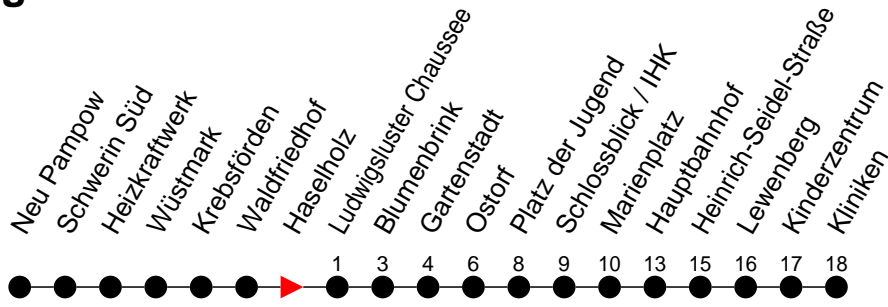 Neu Pampow
Schwerin Süd
Heizkraftwerk
Wüstmark
Krebsförden
Waldfriedhof
Haselholz
Ludwigsluster Chaussee
Blumenbrink
Gartenstadt
Ostorf
Platz der Jugend
Schlossblick / IHK
Marienplatz
Hauptbahnhof
Heinrich-Seidel-Straße
Lewenberg
Kinderzentrum
Kliniken
1 3 4 6 8 9 10 13 15 16 17 18